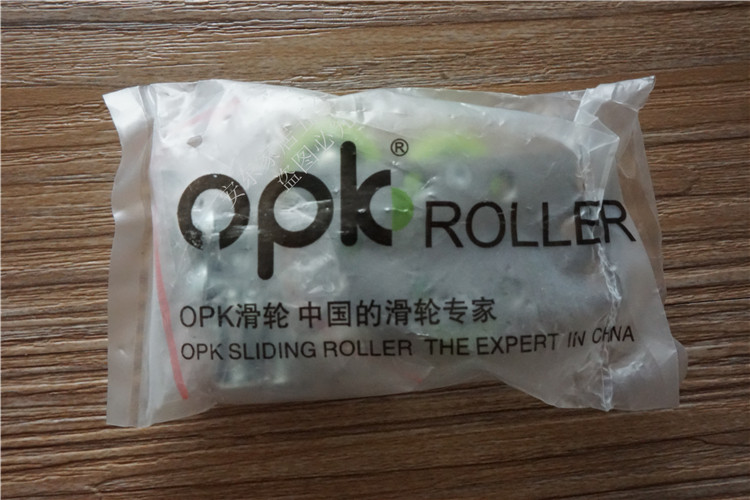 opk® ROLLER
OPK滑轮 中国的滑轮专家
OPK SLIDING ROLLER THE EXPERT IN CHINA